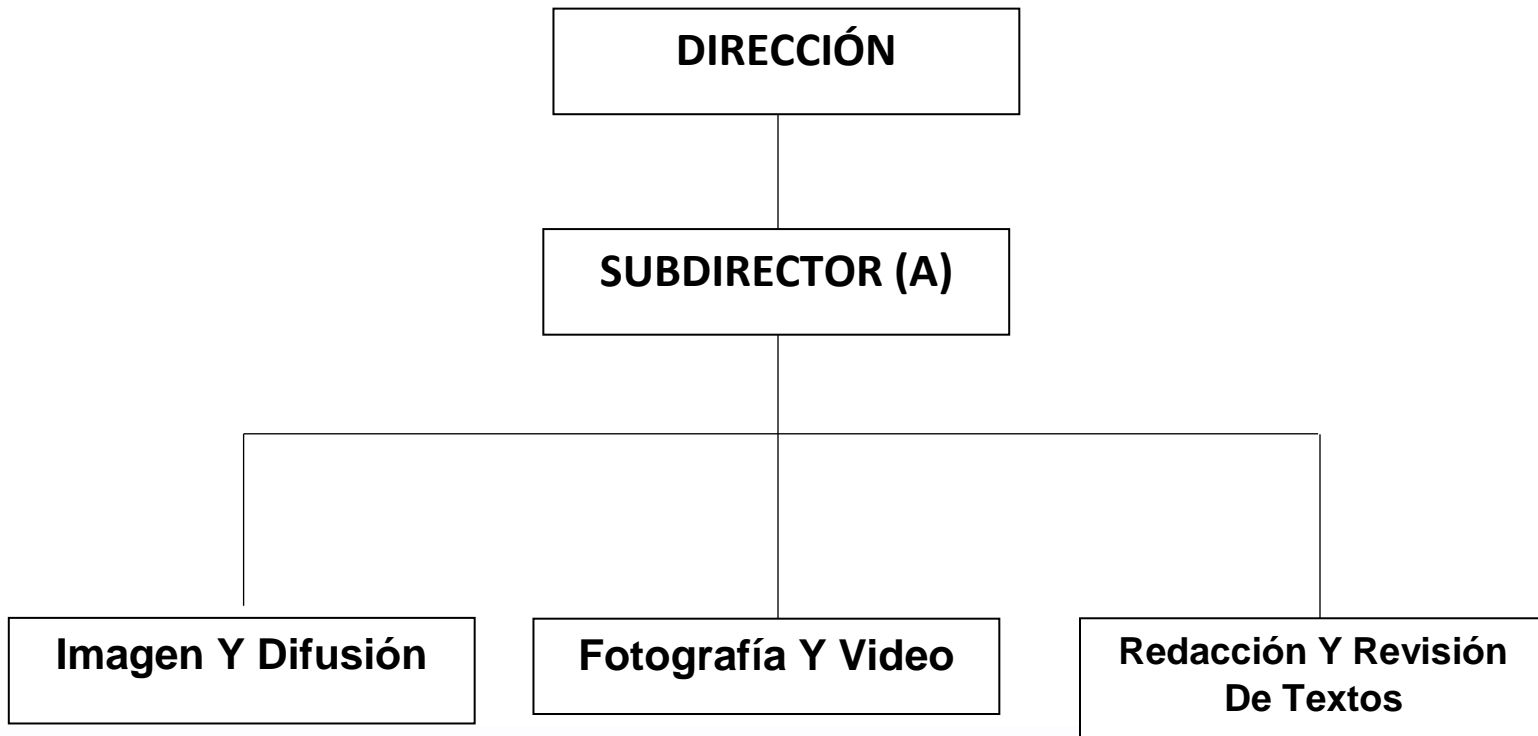 DIRECCIÓN
SUBDIRECTOR (A)
Imagen Y Difusión
Fotografía Y Video
Redacción Y Revisión
De Textos